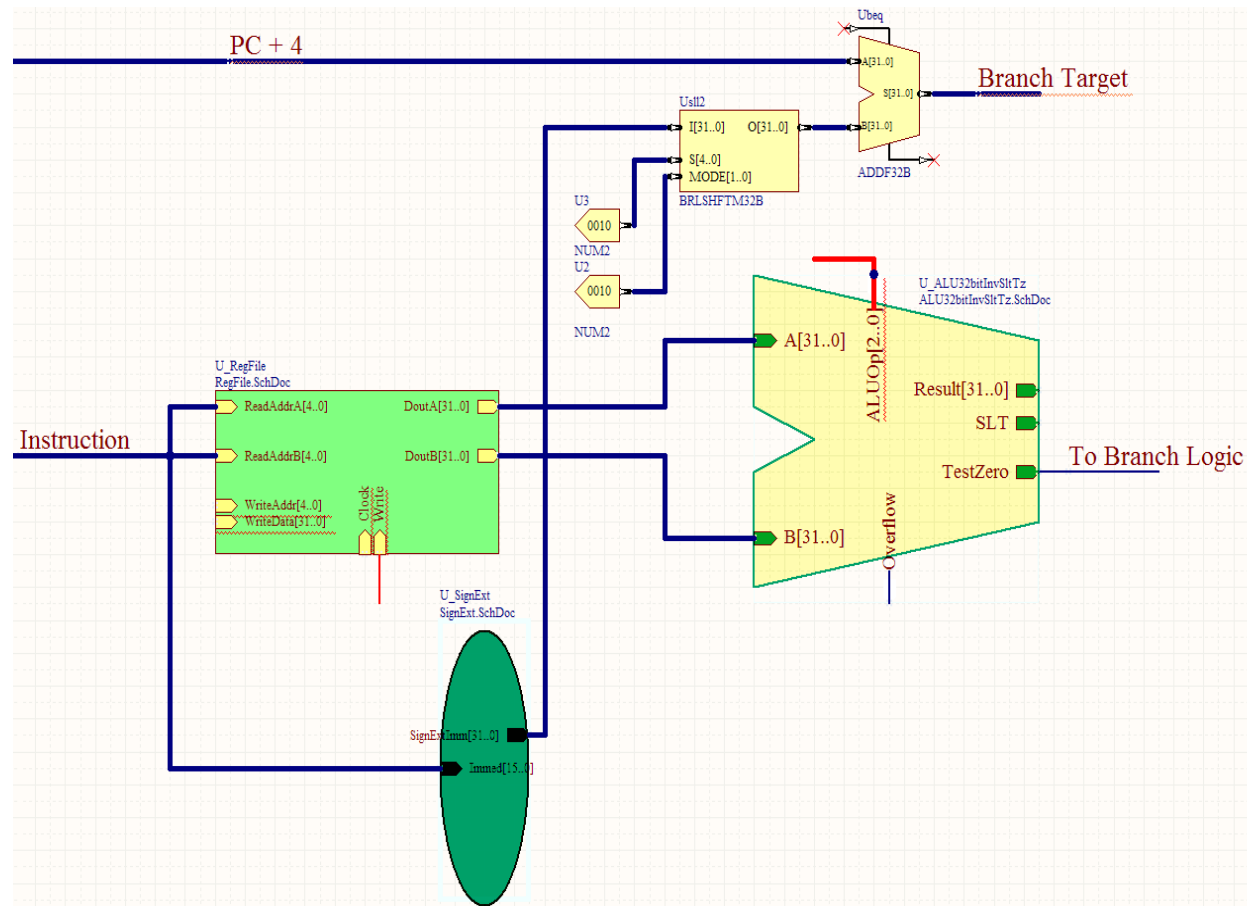 Ubeq
PC + 4
A[31..0]
S[31..0]
B[31..0]
Branch Target
ADDF32B
Usll2
I[31..0] O[31..0]
S[4..0]
MODE[1..0]
BRLSHFTM32B
U3
0010
NUM2
U2
0010
NUM2
U_ALU32bitInvSltTz
ALU32bitInvSltTz.SchDoc
ALUOp[2..0]
A[31..0]
Result[31..0]
SLT
TestZero
To Branch Logic
B[31..0]
Overflow
U_RegFile
RegFile.SchDoc
ReadAddrA[4..0] DoutA[31..0]
Instruction
ReadAddrB[4..0] DoutB[31..0]
WriteAddr[4..0]
WriteData[31..0]
Clock
Write
U_SignExt
SignExt.SchDoc
SignExtImm[31..0]
Immed[15..0]